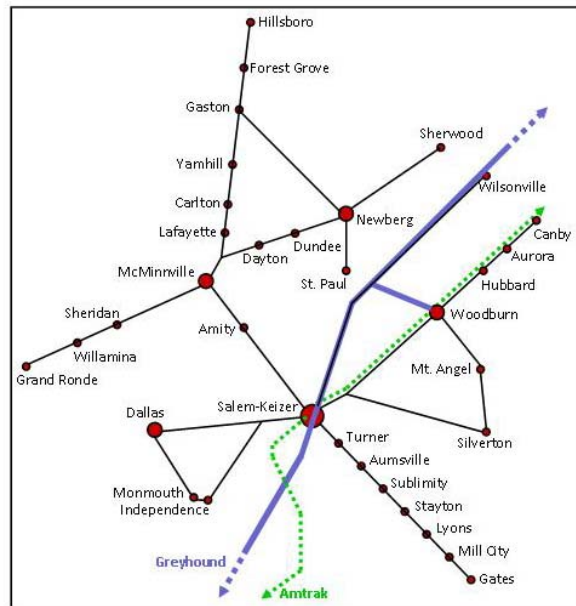 Hillsboro
Forest Grove
Gaston
Sherwood
Yamhill
Wilsonville
Carlton
Newberg
Canby
Lafayette
Dundee
Aurora
Dayton
McMinnville
St. Paul
Hubbard
Sheridan
Woodburn
Amity
Willamina
Grand Ronde
Mt. Angel
Salem-Keizer
Dallas
Turner
Silverton
Aumsville
Sublimity
Monmouth
Independence
Stayton
Lyons
Mill City
Greyhound
Gates
Amtrak